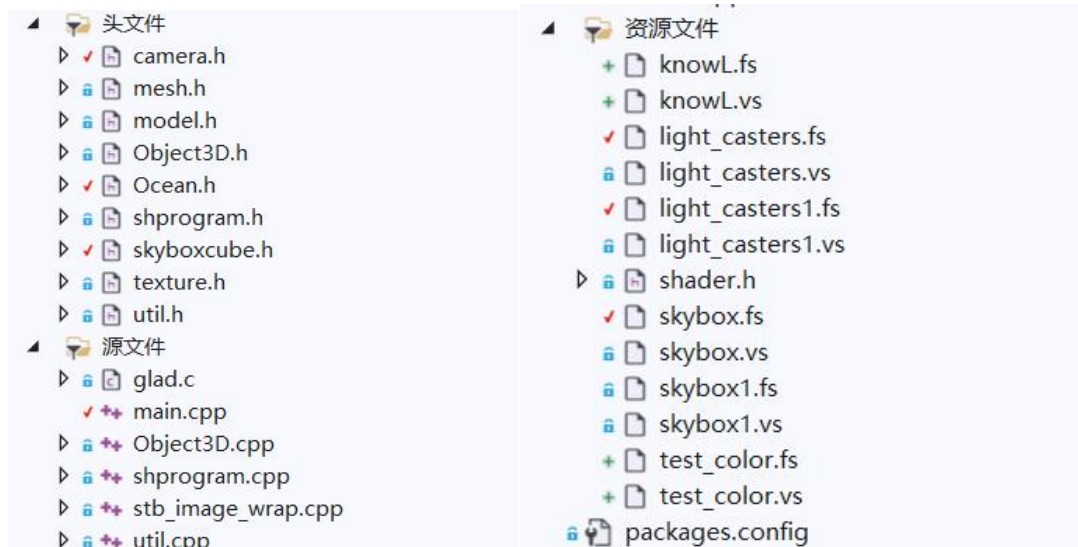 头文件
camera.h
mesh.h
model.h
Object3D.h
Ocean.h
shprogram.h
skyboxcube.h
texture.h
util.h
源文件
glad.c
main.cpp
Object3D.cpp
shprogram.cpp
stb_image_wrap.cpp
util.cpp
资源文件
knowL.fs
knowL.vs
light_casters.fs
light_casters.vs
light_casters1.fs
light_casters1.vs
shader.h
skybox.fs
skybox.vs
skybox1.fs
skybox1.vs
test_color.fs
test_color.vs
packages.config